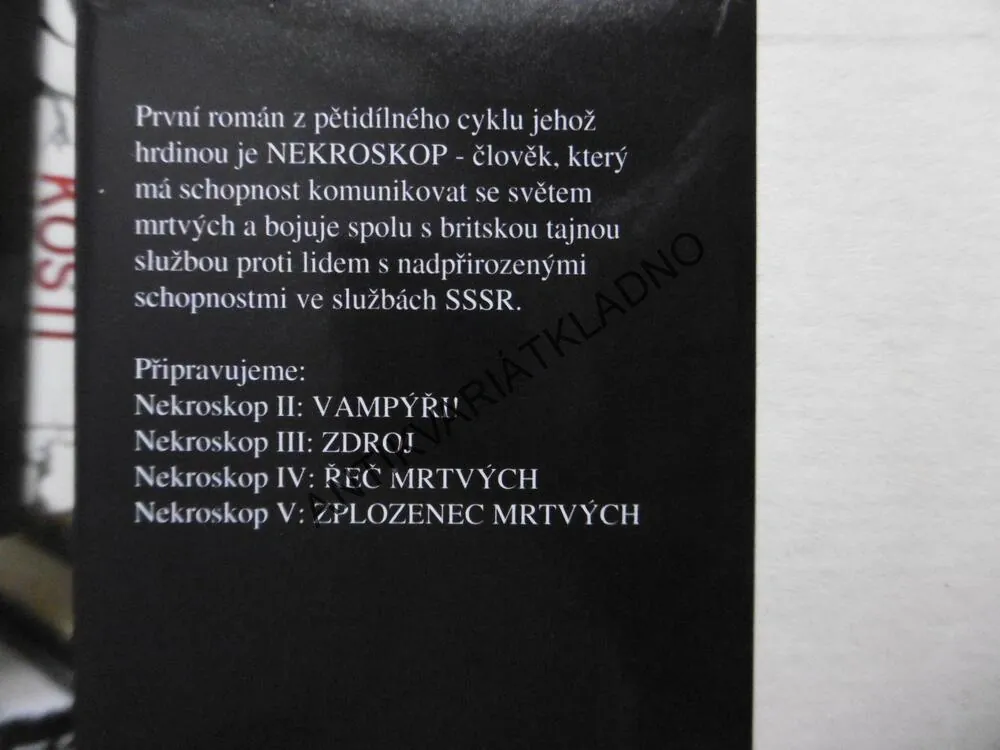 První román z pětidílného cyklu jehož
hrdinou je NEKROSKOP - člověk, který
má schopnost komunikovat se světem
mrtvých a bojuje spolu s britskou tajnou
službou proti lidem s nadpřirozenými
schopnostmi ve službách SSSR.
Připravujeme:
Nekroskop II: VAMPÝŘI!
Nekroskop III: ZDROJ
Nekroskop IV: ŘEČ MRTVÝCH
Nekroskop V: ZPLOZENEC MRTVÝCH
ANTIKVARIÁTKLADNO
KOSTI